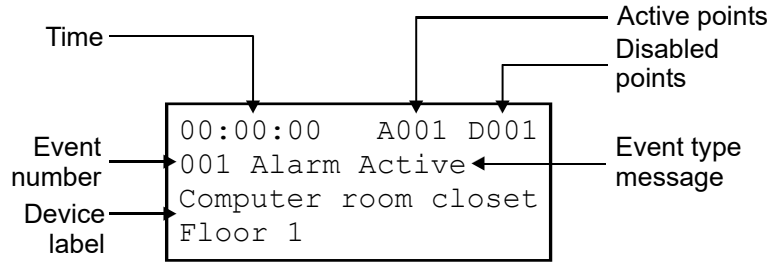 Time
Active points
Disabled
points
00:00:00 A001 D001
Event
number
001 Alarm Active
Event type
message
Computer room closet
Device
label
Floor 1